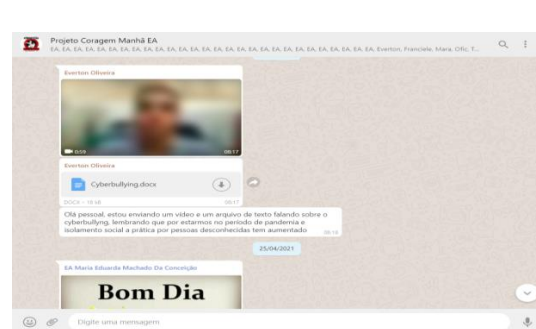 Projeto Coragem Manhã EA
EA, EA, EA, EA, EA, EA, EA, EA, EA, EA, EA, EA, EA, EA, EA, EA, EA, EA, EA, EA, EA, EA, EA, EA, EA, EA, EA, EA, Everton, Franciele, Mara, Ofic, T...
Everton Oliveira
0:59
08:17
Everton Oliveira
Cyberbullying.docx
DOCX • 18 kB
08:17
Olá pessoal, estou enviando um vídeo e um arquivo de texto falando sobre o
cyberbutlyng, lembrando que por estarmos no período de pandemia e
isolamento social a prática por pessoas desconhecidas tem aumentado
08:18
25/04/2021
EA Maria Eduarda Machado Da Conceição
Bom Dia
Digite uma mensagem